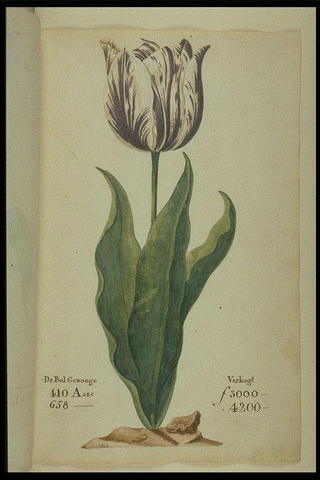 De Bol Gewooge
410 Aase
658 —
Verkogt
f 3000 —
. 4200 —